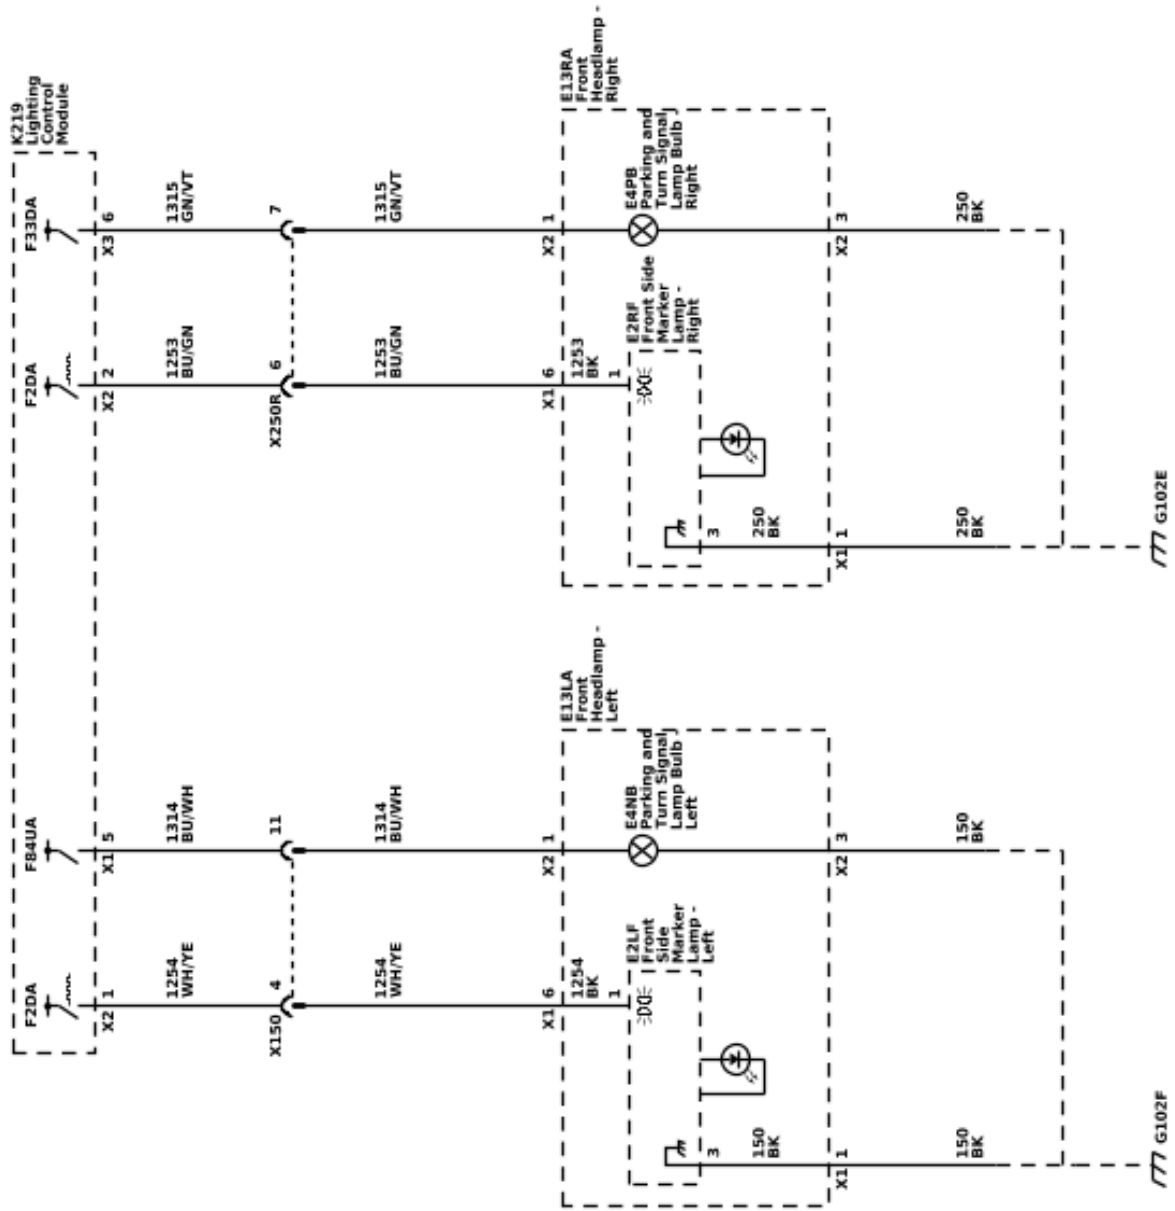 K219
Lighting
Control
Module
F2DA
F84UA
F2DA
F33DA
X2 1
X1 5
X2 2
X3 6
1254
WH/YE
1314
BU/WH
1253
BU/GN
1315
GN/VT
X150 4
11
X250R 6
7
1254
WH/YE
1314
BU/WH
1253
BU/GN
1315
GN/VT
X1 6
X2 1
X1 6
X2 1
E13LA
Front
Headlamp -
Left
E13RA
Front
Headlamp -
Right
1254
BK
1
1253
BK
1
E2LF
Front
Side
Marker
Lamp -
Left
E4NB
Parking and
Turn Signal
Lamp Bulb -
Left
E2RF
Front Side
Marker
Lamp -
Right
E4PB
Parking and
Turn Signal
Lamp Bulb -
Right
3
3
150
BK
250
BK
X1 1
X2 3
X1 1
X2 3
150
BK
150
BK
250
BK
250
BK
G102F
G102E